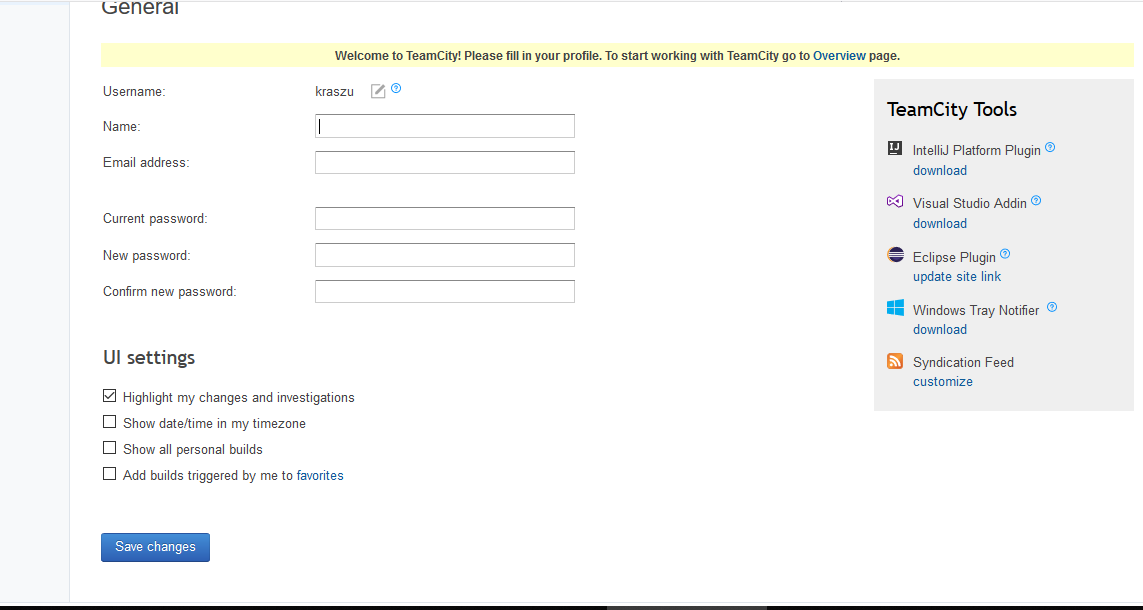 General
Welcome to TeamCity! Please fill in your profile. To start working with TeamCity go to Overview page.
Username: kraszu
Name:
Email address:
Current password:
New password:
Confirm new password:
UI settings
Highlight my changes and investigations
Show date/time in my timezone
Show all personal builds
Add builds triggered by me to favorites
Save changes
TeamCity Tools
IJ IntelliJ Platform Plugin ?
download
Visual Studio Addin ?
download
Eclipse Plugin ?
update site link
Windows Tray Notifier ?
download
Syndication Feed
customize